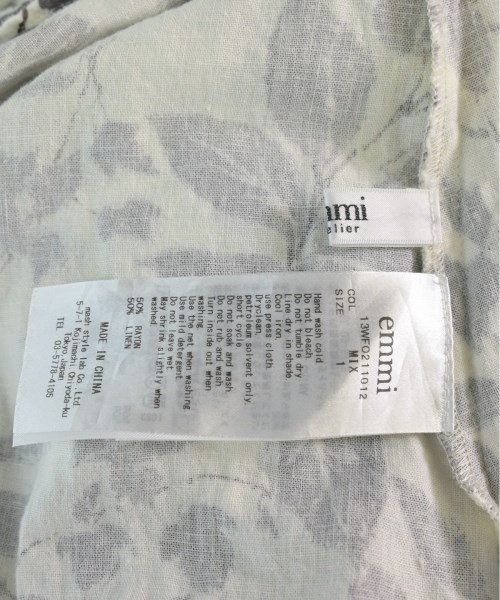 emmi
13WFO211012
COL MIX
SIZE 1
Hand wash cold
Do not bleach
Do not tumble dry
Line dry in shade
Cool iron.
use press cloth.
Dryclean.
petroleum solvent only.
short cycle.
Do not soak and wash
Do not rub and wash
Turn inside out when
washing.
Use the net when washing.
Use mild detergent.
Do not leave wet.
May shrink slightly when
washed.
50% RAYON
50% LINEN
MADE IN CHINA
mash style lab Co.,Ltd.
5-7-1 Kojimachi Chiyoda-ku
Tokyo Japan
TEL 03-5778-4105
mmi
elier